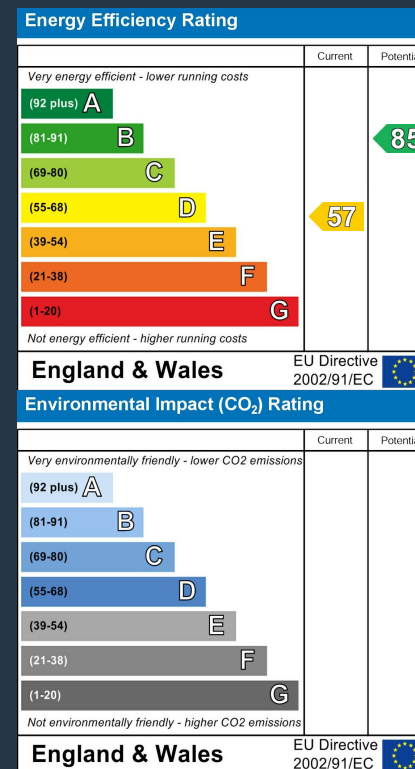 Energy Efficiency Rating
Current Potentia
Very energy efficient - lower running costs
(92 plus) A
(81-91) B 85
(69-80) C
(55-68) D 57
(39-54) E
(21-38) F
(1-20) G
Not energy efficient - higher running costs
England & Wales EU Directive 2002/91/EC
Environmental Impact (CO₂) Rating
Current Potentia
Very environmentally friendly - lower CO2 emissions
(92 plus) A
(81-91) B
(69-80) C
(55-68) D
(39-54) E
(21-38) F
(1-20) G
Not environmentally friendly - higher CO2 emissions
England & Wales EU Directive 2002/91/EC